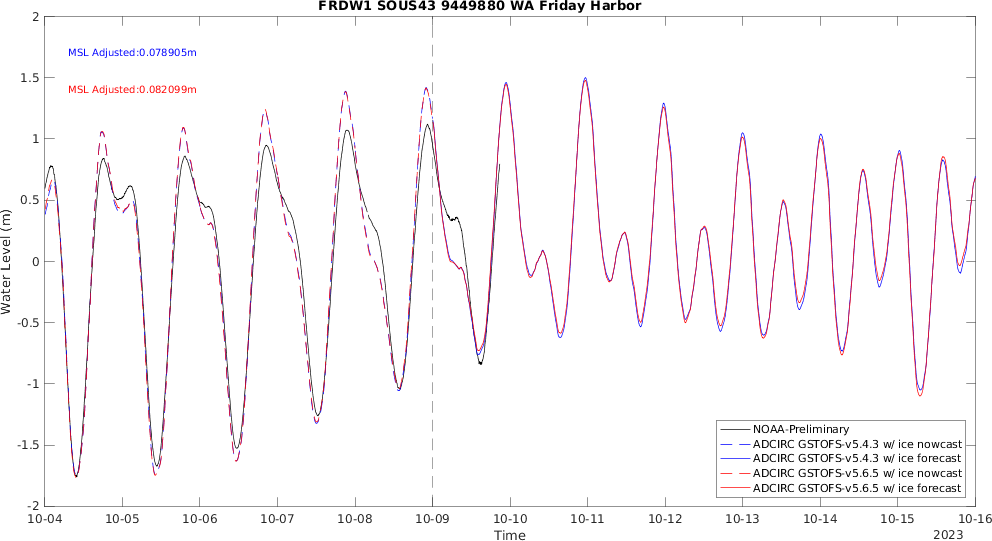 FRDW1 SOUS43 9449880 WA Friday Harbor
MSL Adjusted:0.078905m
MSL Adjusted:0.082099m
Water Level (m)
2
1.5
1
0.5
0
-0.5
-1
-1.5
-2
NOAA-Preliminary
ADCIRC GSTOFS-v5.4.3 w/ ice nowcast
ADCIRC GSTOFS-v5.4.3 w/ ice forecast
ADCIRC GSTOFS-v5.6.5 w/ ice nowcast
ADCIRC GSTOFS-v5.6.5 w/ ice forecast
10-04 10-05 10-06 10-07 10-08 10-09 10-10 10-11 10-12 10-13 10-14 10-15 10-16
Time
2023